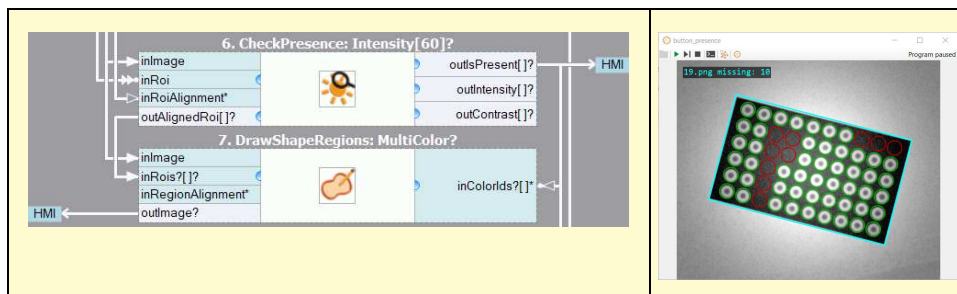 6. CheckPresence: Intensity[60]?
inImage
inRoi
inRoiAlignment*
outAlignedRoi[ ]?
outIsPresent[ ]?
outIntensity[ ]?
outContrast[ ]?
HMI
7. DrawShapeRegions: MultiColor?
inImage
inRois?[ ]?
inRegionAlignment*
outImage?
inColorIds?[ ]*
HMI
button_presence
Program paused
19.png missing: 10